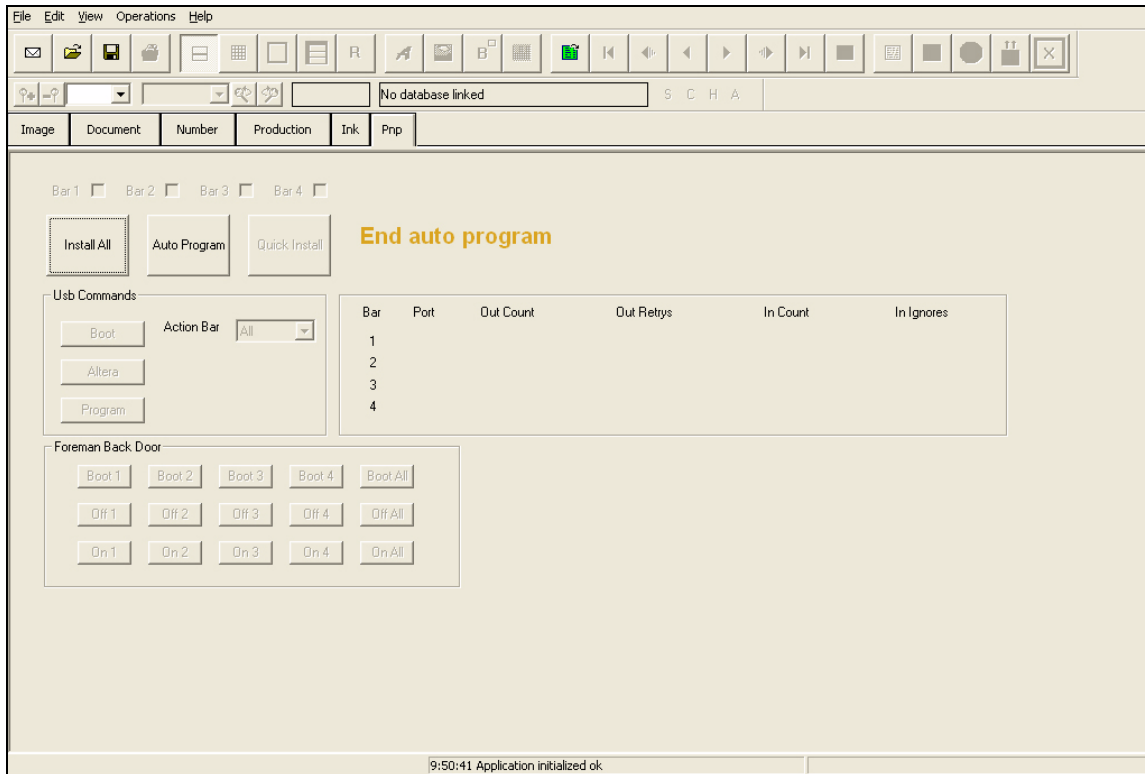 File Edit View Operations Help
R A B
No database linked S C H A
Image Document Number Production Ink Pnp
Bar 1 Bar 2 Bar 3 Bar 4
Install All Auto Program Quick Install End auto program
Usb Commands
Boot Action Bar All
Altera
Program
Bar Port Out Count Out Retrys In Count In Ignores
1
2
3
4
Foreman Back Door
Boot 1 Boot 2 Boot 3 Boot 4 Boot All
Off 1 Off 2 Off 3 Off 4 Off All
On 1 On 2 On 3 On 4 On All
9:50:41 Application initialized ok